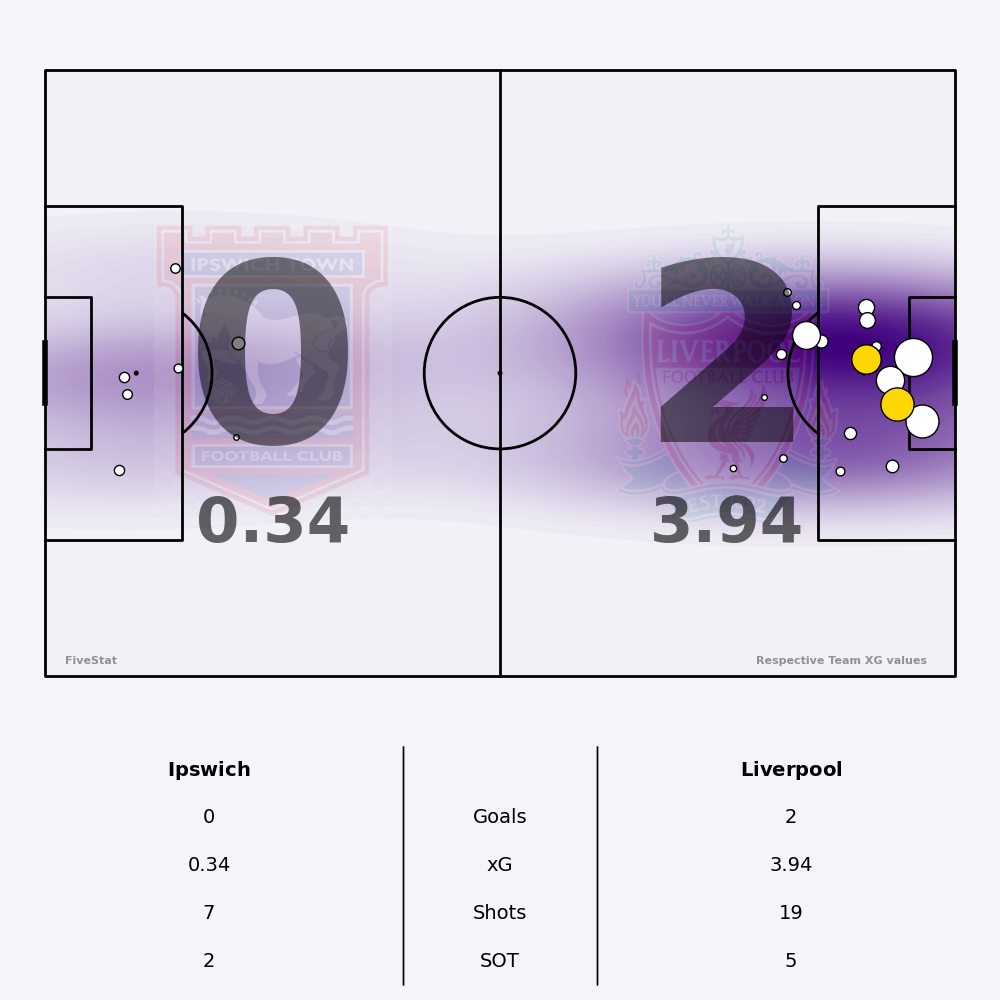 IPSWICH TOWN
FOOTBALL CLUB
YOU'LL NEVER WALK ALONE
LIVERPOOL
FOOTBALL CLUB
0
2
0.34
3.94
FiveStat
Respective Team XG values
Ipswich Liverpool
0 Goals 2
0.34 xG 3.94
7 Shots 19
2 SOT 5